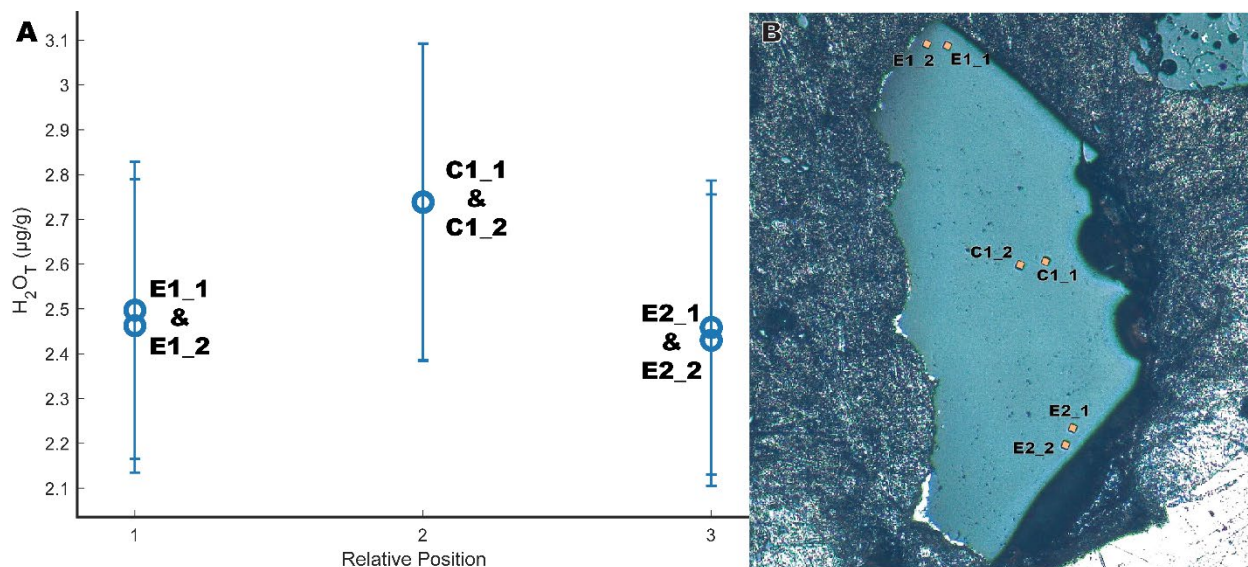 A
3.1
3
2.9
2.8
2.7
2.6
2.5
2.4
2.3
2.2
2.1
H₂O_T (µg/g)
E1_1
&
E1_2
C1_1
&
C1_2
E2_1
&
E2_2
1
2
3
Relative Position
B
E1_2
E1_1
C1_2
C1_1
E2_1
E2_2